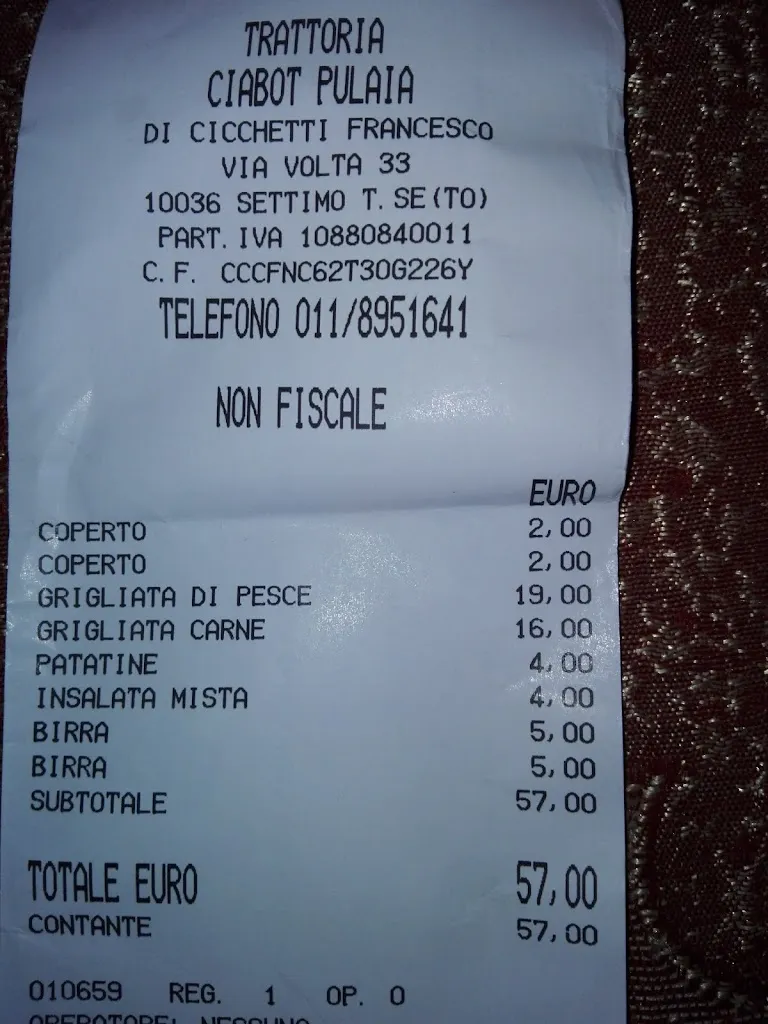 TRATTORIA
CIABOT PULAIA
DI CICCHETTI FRANCESCO
VIA VOLTA 33
10036 SETTIMO T.SE(TO)
PART.IVA 10880840011
C.F. CCCFNC62T30G226Y
TELEFONO 011/8951641
NON FISCALE
EURO
COPERTO 2,00
COPERTO 2,00
GRIGLIATA DI PESCE 19,00
GRIGLIATA CARNE 16,00
PATATINE 4,00
INSALATA MISTA 4,00
BIRRA 5,00
BIRRA 5,00
SUBTOTALE 57,00
TOTALE EURO 57,00
CONTANTE 57,00
010659 REG. 1 OP. 0
OPERATORE: NESSUNO